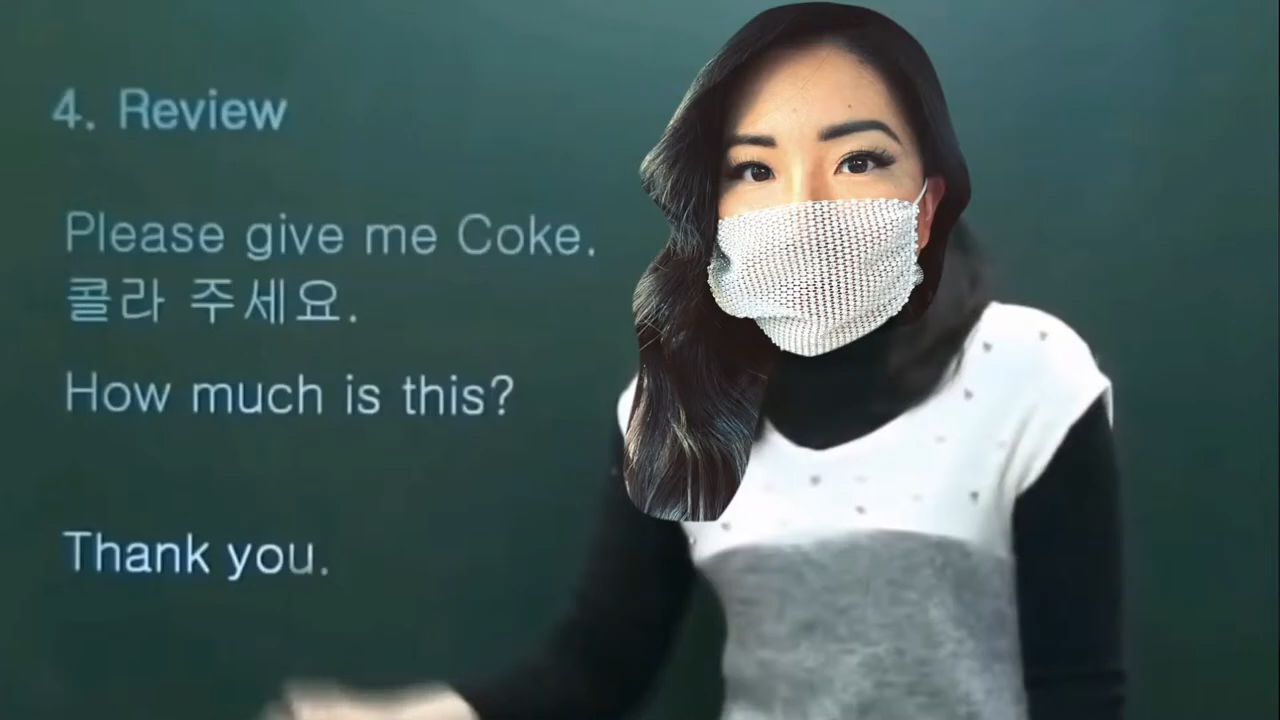 4. Review
Please give me Coke.
콜라 주세요.
How much is this?
Thank you.